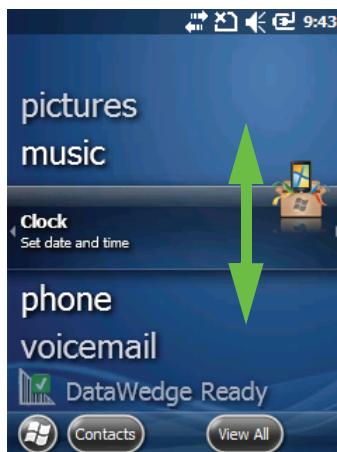 9:43
pictures
music
Clock
Set date and time
phone
voicemail
DataWedge Ready
Contacts
View All